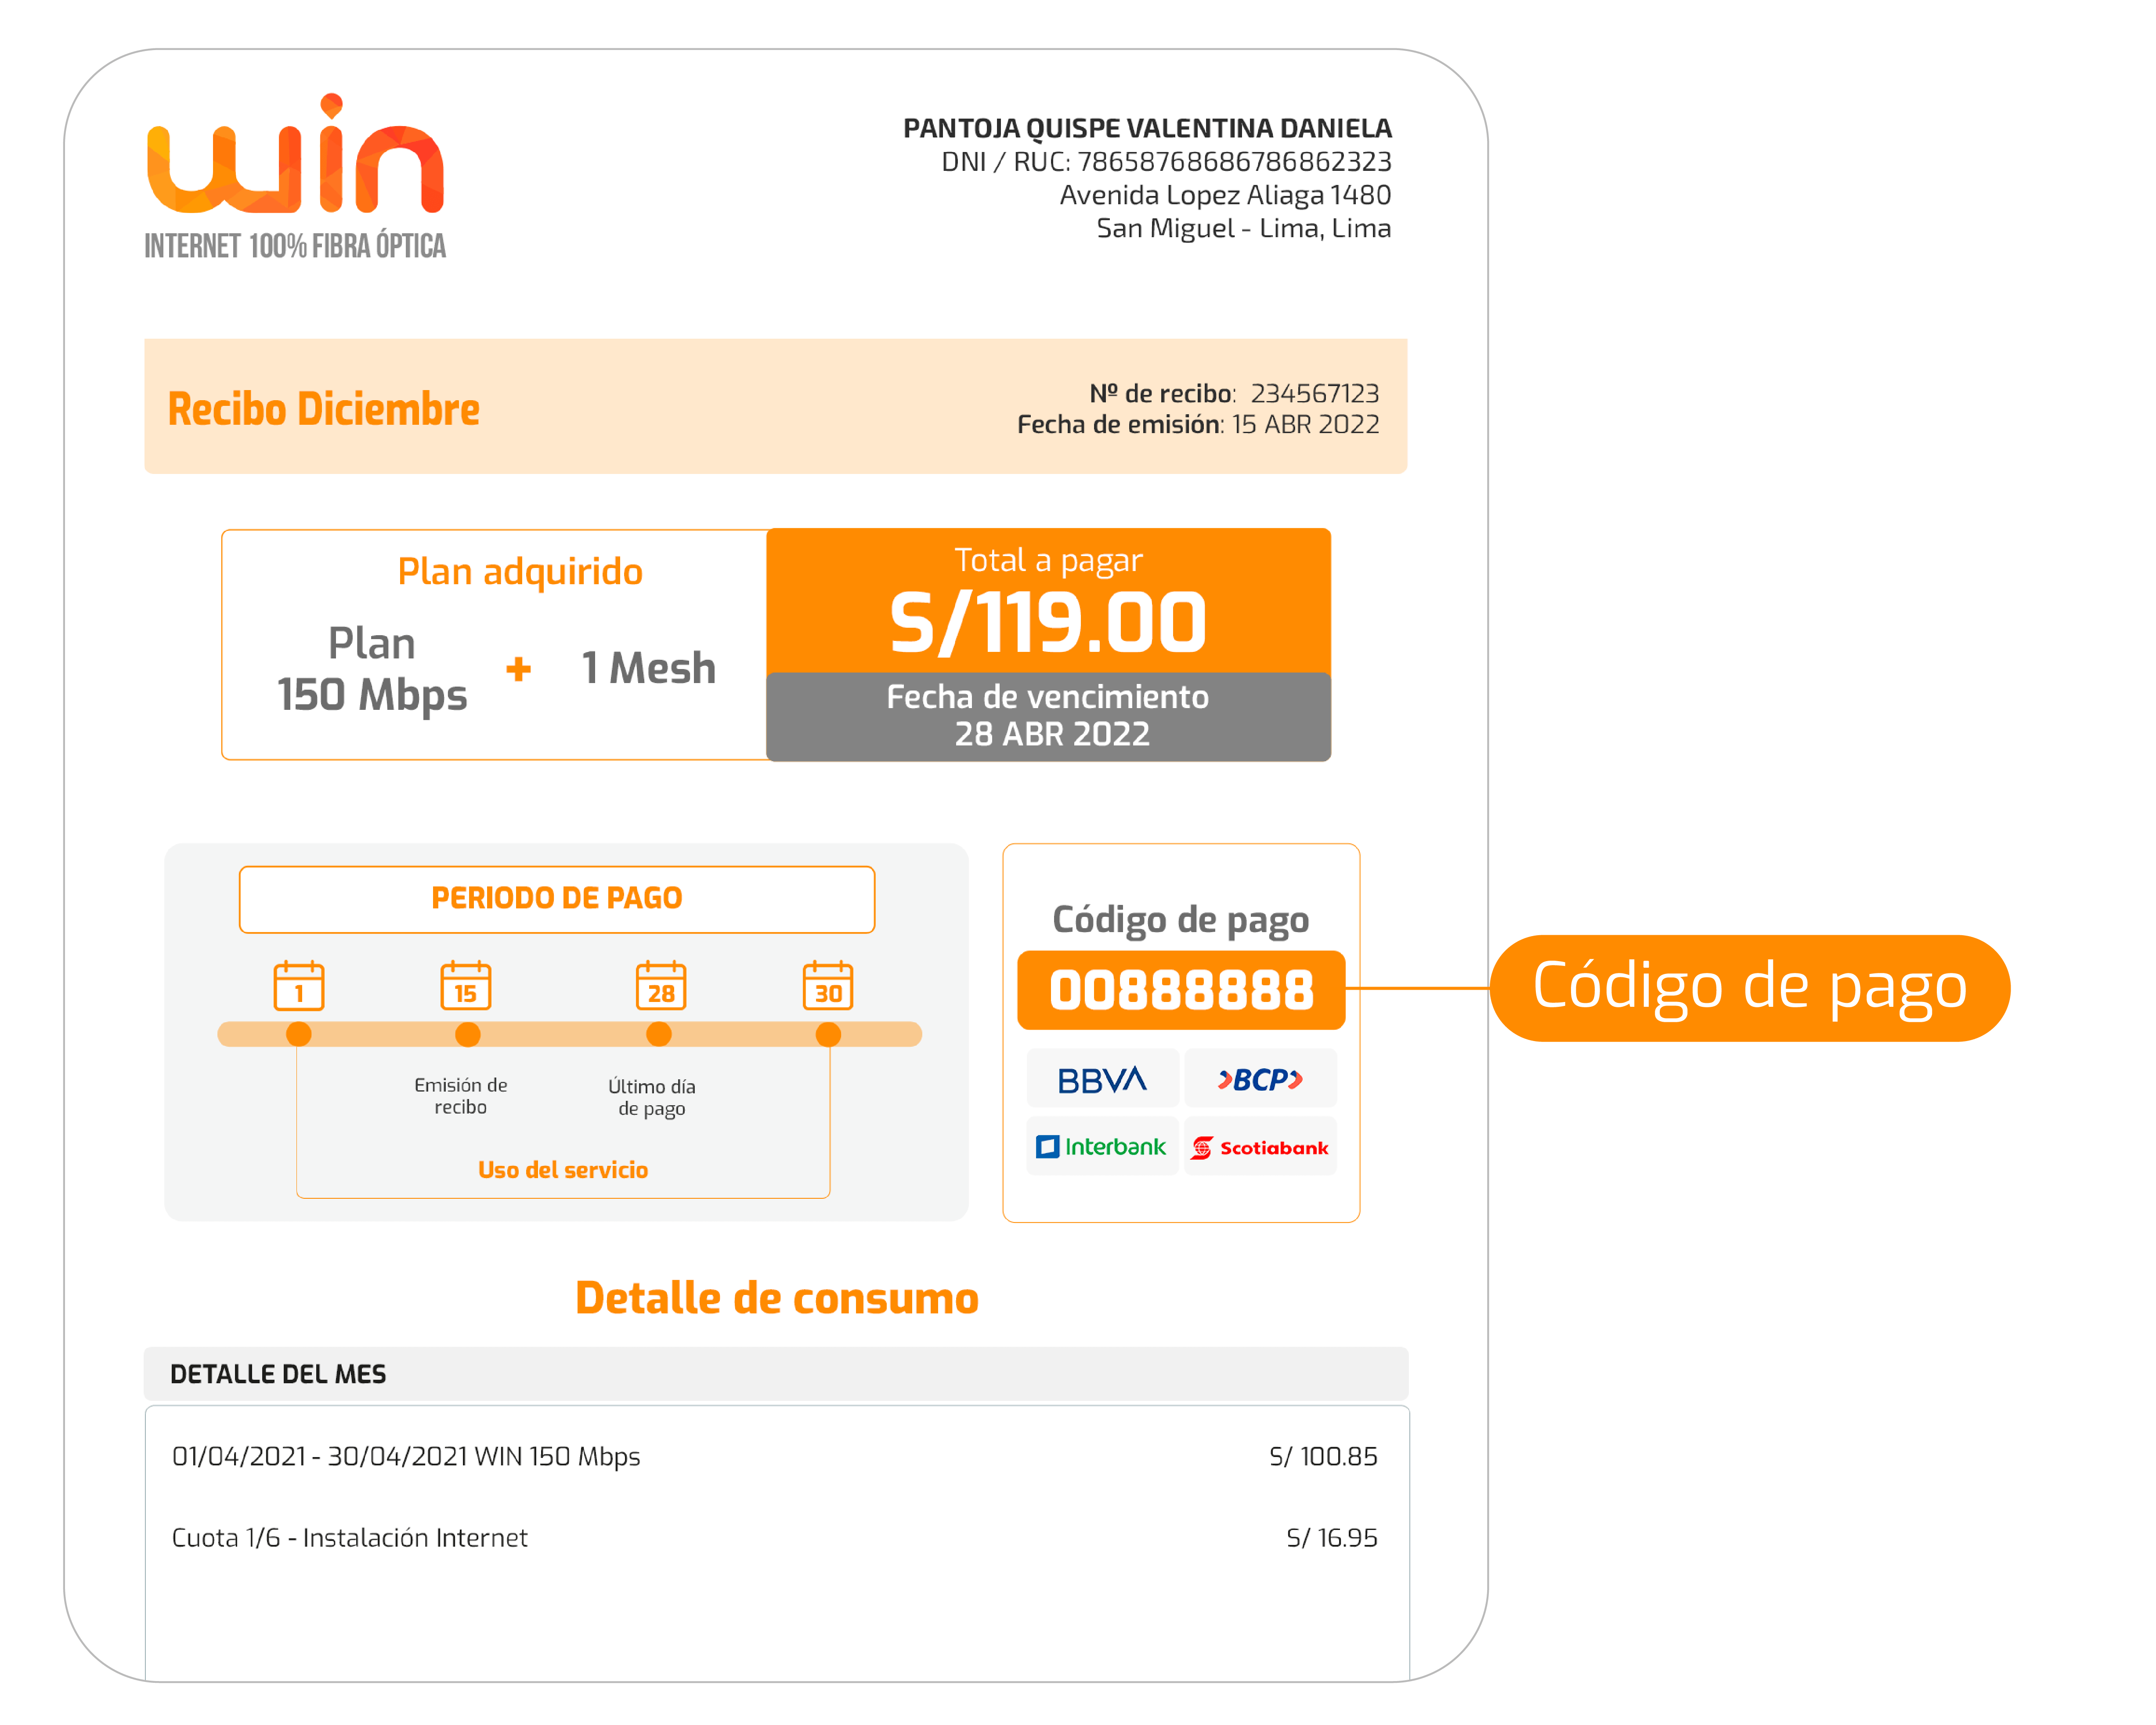 win
INTERNET 100% FIBRA ÓPTICA
PANTOJA QUISPE VALENTINA DANIELA
DNI / RUC: 78658768686786862323
Avenida Lopez Aliaga 1480
San Miguel - Lima, Lima
Recibo Diciembre
Nº de recibo: 234567123
Fecha de emisión: 15 ABR 2022
Plan adquirido
Plan
150 Mbps
+
1 Mesh
Total a pagar
S/119.00
Fecha de vencimiento
28 ABR 2022
PERIODO DE PAGO
1 15 28 30
Emisión de
recibo
Último día
de pago
Uso del servicio
Código de pago
00888888
BBVA BCP
Interbank Scotiabank
Código de pago
Detalle de consumo
DETALLE DEL MES
01/04/2021 - 30/04/2021 WIN 150 Mbps S/ 100.85
Cuota 1/6 - Instalación Internet S/ 16.95